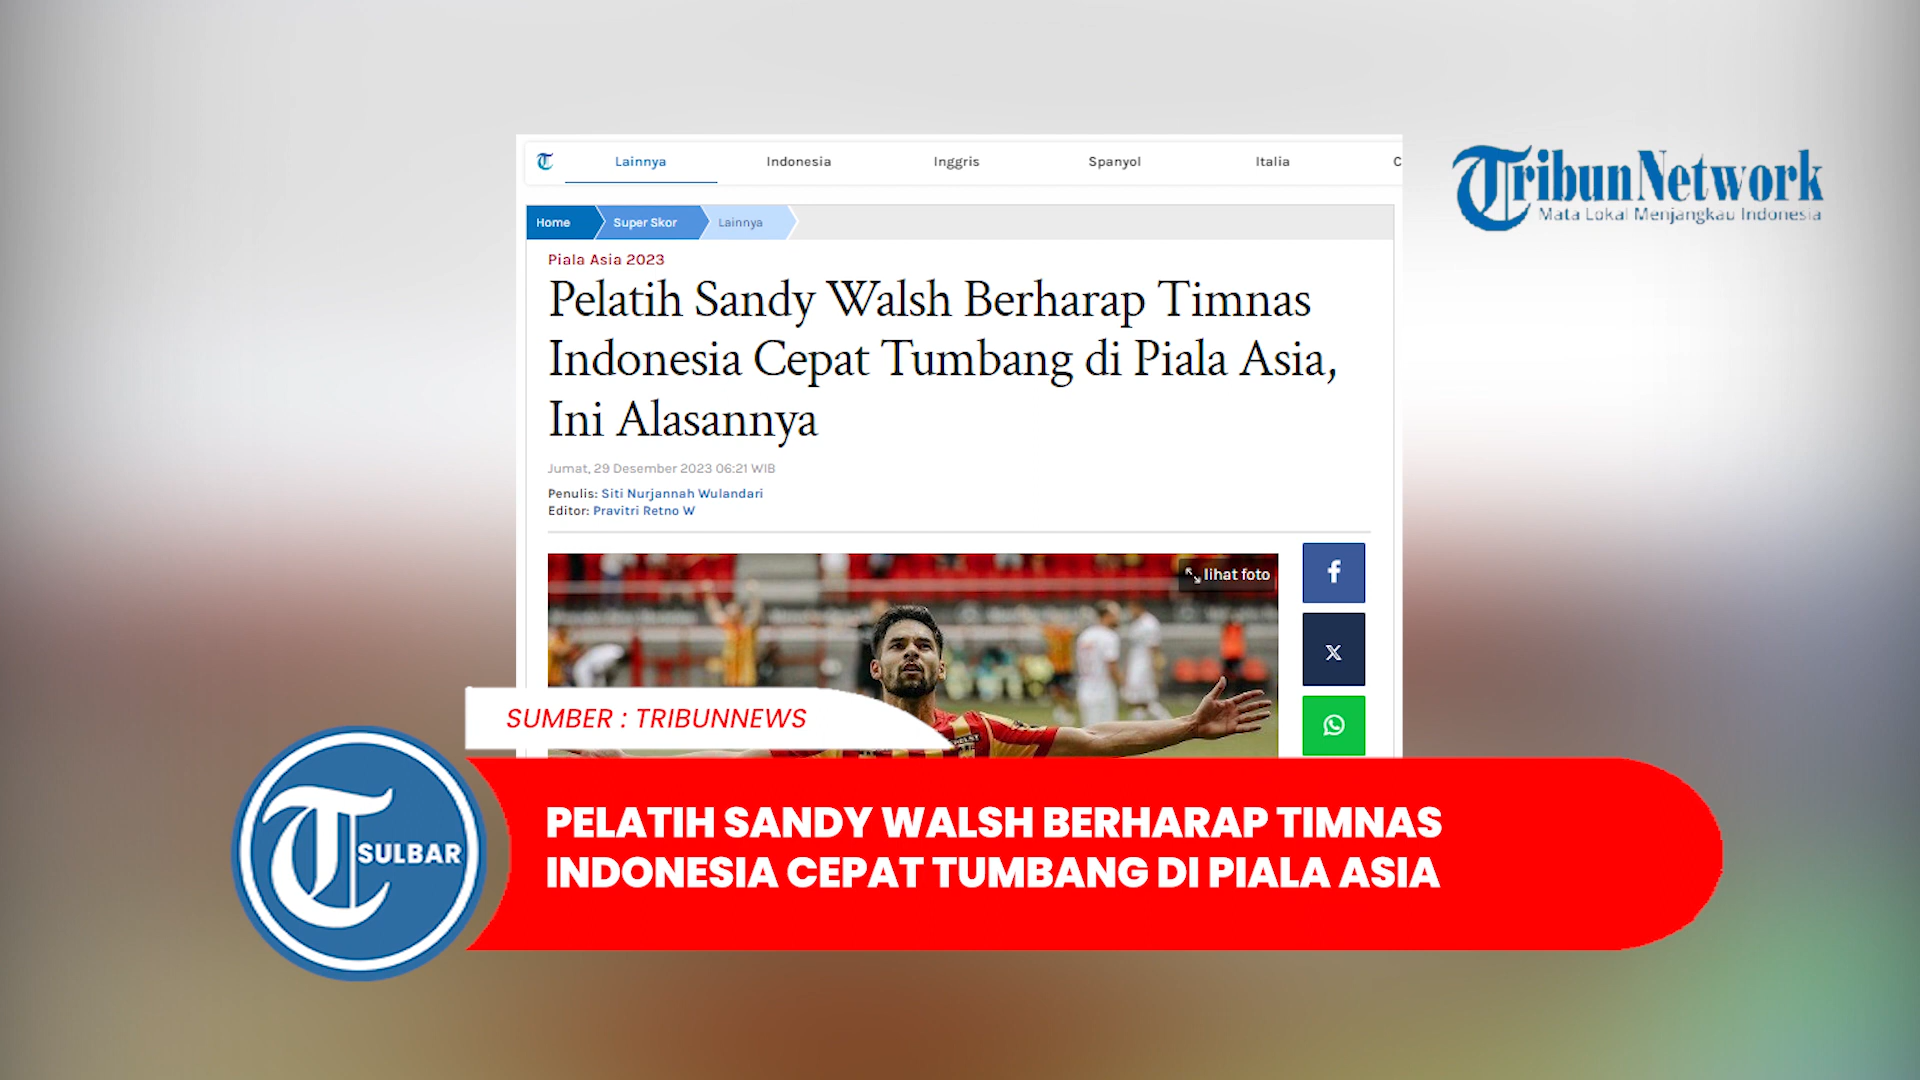 Lainnya Indonesia Inggris Spanyol Italia C
Tribun Network
Mata Lokal Menjangkau Indonesia
Home Super Skor Lainnya
Piala Asia 2023
Pelatih Sandy Walsh Berharap Timnas
Indonesia Cepat Tumbang di Piala Asia,
Ini Alasannya
Jumat, 29 Desember 2023 06:21 WIB
Penulis: Siti Nurjannah Wulandari
Editor: Pravitri Retno W
lihat foto
SUMBER : TRIBUNNEWS
T SULBAR
PELATIH SANDY WALSH BERHARAP TIMNAS
INDONESIA CEPAT TUMBANG DI PIALA ASIA